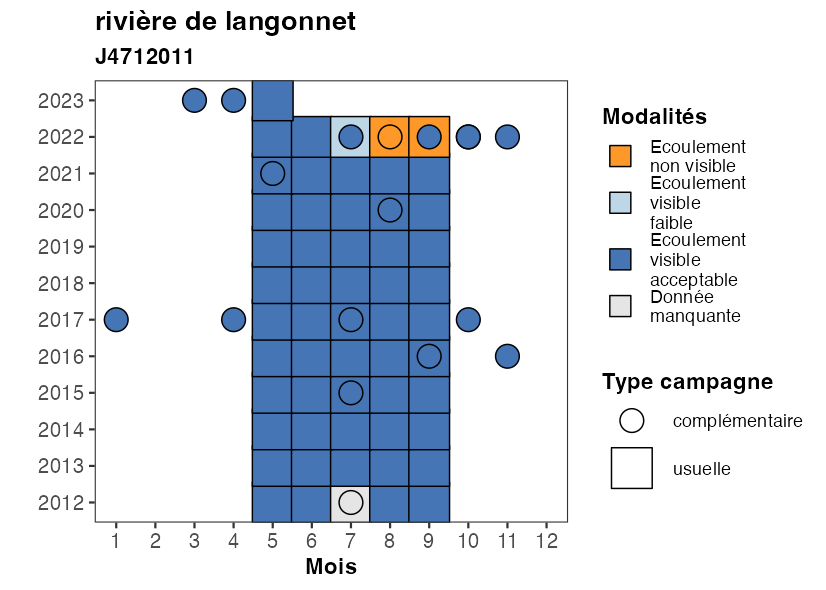 rivière de langonnet
J4712011
2023
2022
2021
2020
2019
2018
2017
2016
2015
2014
2013
2012
1 2 3 4 5 6 7 8 9 10 11 12
Mois
Modalités
Ecoulement
non visible
Ecoulement
visible
faible
Ecoulement
visible
acceptable
Donnée
manquante
Type campagne
complémentaire
usuelle